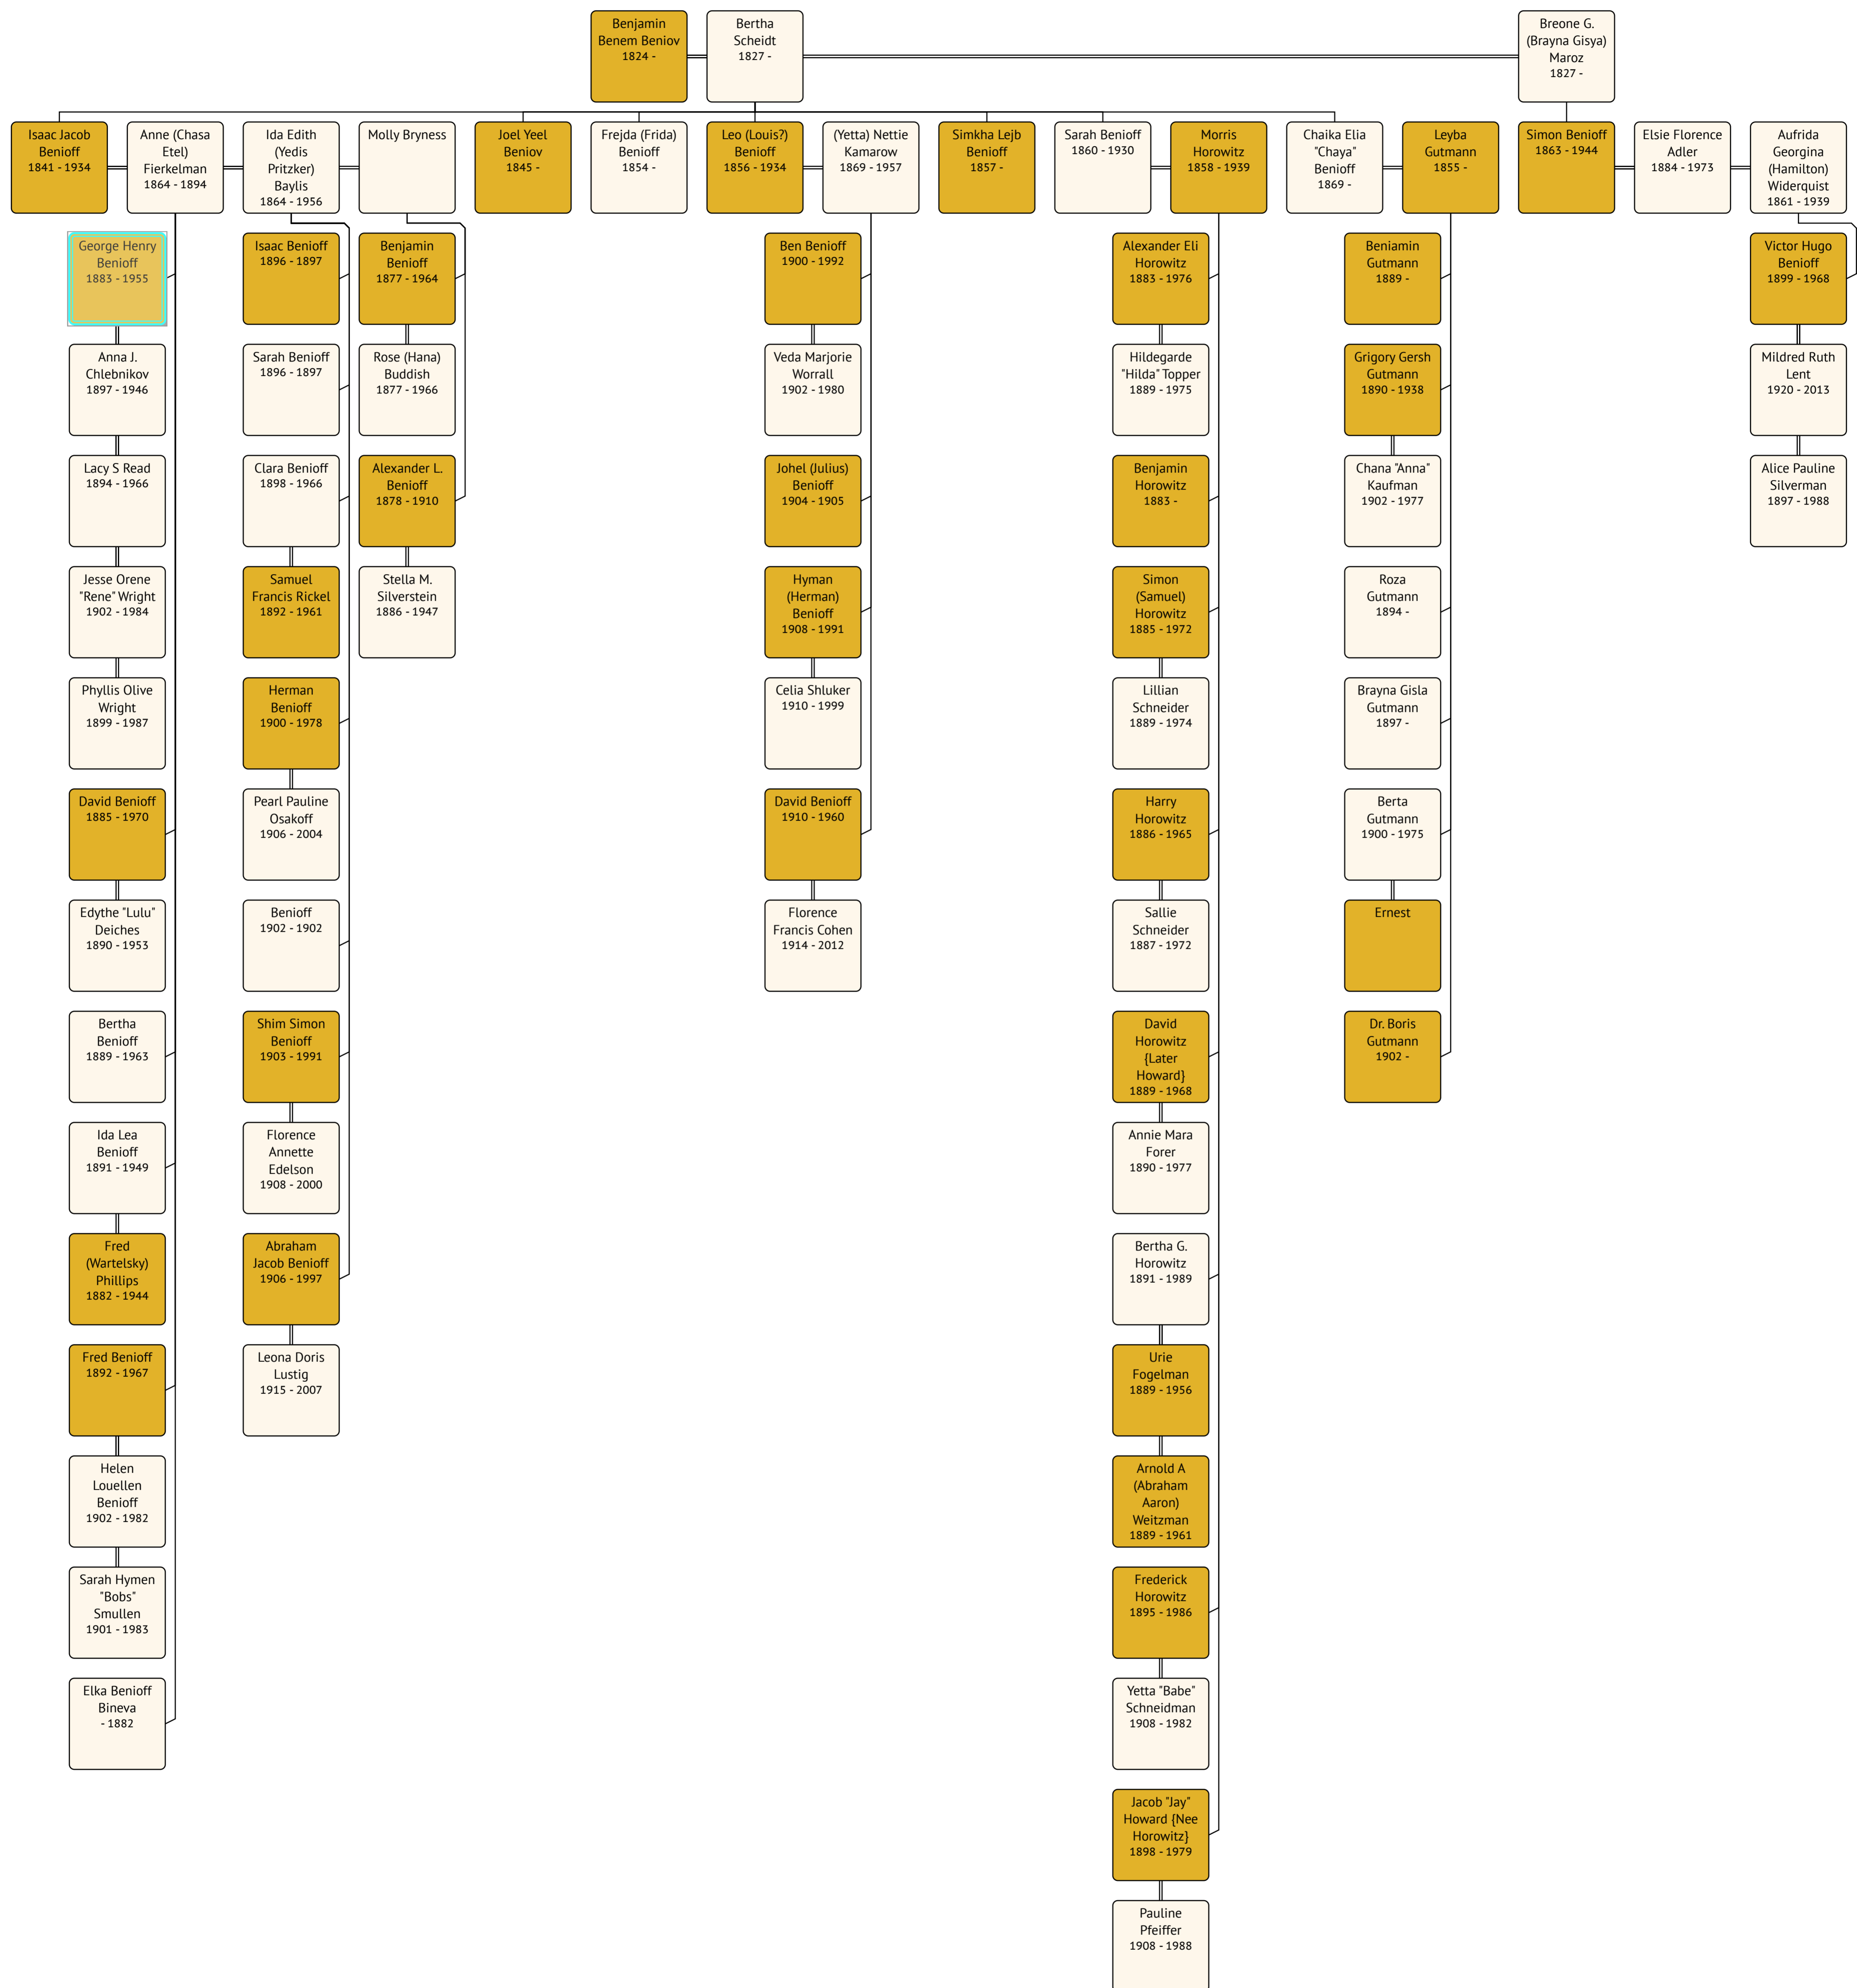 Benjamin
Benem Beniov
1824 -
Bertha
Scheidt
1827 -
Breone G.
(Brayna Gisya)
Maroz
1827 -
Isaac Jacob
Benioff
1841 - 1934
Anne (Chasa
Etel)
Fierkelman
1864 - 1894
Ida Edith
(Yedis
Pritzker)
Baylis
1864 - 1956
Molly Bryness
Joel Yeel
Beniov
1845 -
Frejda (Frida)
Benioff
1854 -
Leo (Louis?)
Benioff
1856 - 1934
(Yetta) Nettie
Kamarow
1869 - 1957
Simkha Lejb
Benioff
1857 -
Sarah Benioff
1860 - 1930
Morris
Horowitz
1858 - 1939
Chaika Elia
"Chaya"
Benioff
1869 -
Leyba
Gutmann
1855 -
Simon Benioff
1863 - 1944
Elsie Florence
Adler
1884 - 1973
Aufrida
Georgina
(Hamilton)
Widerquist
1861 - 1939
George Henry
Benioff
1883 - 1955
Anna J.
Chlebnikov
1897 - 1946
Lacy S Read
1894 - 1966
Jesse Orene
"Rene" Wright
1902 - 1984
Phyllis Olive
Wright
1899 - 1987
David Benioff
1885 - 1970
Edythe "Lulu"
Deiches
1890 - 1953
Bertha
Benioff
1889 - 1963
Ida Lea
Benioff
1891 - 1949
Fred
(Wartelsky)
Phillips
1882 - 1944
Fred Benioff
1892 - 1967
Helen
Louellen
Benioff
1902 - 1982
Sarah Hymen
"Bobs"
Smullen
1901 - 1983
Elka Benioff
Bineva
- 1882
Isaac Benioff
1896 - 1897
Sarah Benioff
1896 - 1897
Clara Benioff
1898 - 1966
Samuel
Francis Rickel
1892 - 1961
Herman
Benioff
1900 - 1978
Pearl Pauline
Osakoff
1906 - 2004
Benioff
1902 - 1902
Shim Simon
Benioff
1903 - 1991
Florence
Annette
Edelson
1908 - 2000
Abraham
Jacob Benioff
1906 - 1997
Leona Doris
Lustig
1915 - 2007
Benjamin
Benioff
1877 - 1964
Rose (Hana)
Buddish
1877 - 1966
Alexander L.
Benioff
1878 - 1910
Stella M.
Silverstein
1886 - 1947
Ben Benioff
1900 - 1992
Veda Marjorie
Worrall
1902 - 1980
Johel (Julius)
Benioff
1904 - 1905
Hyman
(Herman)
Benioff
1908 - 1991
Celia Shluker
1910 - 1999
David Benioff
1910 - 1960
Florence
Francis Cohen
1914 - 2012
Alexander Eli
Horowitz
1883 - 1976
Hildegarde
"Hilda" Topper
1889 - 1975
Benjamin
Horowitz
1883 -
Simon
(Samuel)
Horowitz
1885 - 1972
Lillian
Schneider
1889 - 1974
Harry
Horowitz
1886 - 1965
Sallie
Schneider
1887 - 1972
David
Horowitz
{Later
Howard}
1889 - 1968
Annie Mara
Forer
1890 - 1977
Bertha G.
Horowitz
1891 - 1989
Urie
Fogelman
1889 - 1956
Arnold A
(Abraham
Aaron)
Weitzman
1889 - 1961
Frederick
Horowitz
1895 - 1986
Yetta "Babe"
Schneidman
1908 - 1982
Jacob "Jay"
Howard {Nee
Horowitz}
1898 - 1979
Pauline
Pfeiffer
1908 - 1988
Beniamin
Gutmann
1889 -
Grigory Gersh
Gutmann
1890 - 1938
Chana "Anna"
Kaufman
1902 - 1977
Roza
Gutmann
1894 -
Brayna Gisla
Gutmann
1897 -
Berta
Gutmann
1900 - 1975
Ernest
Dr. Boris
Gutmann
1902 -
Victor Hugo
Benioff
1899 - 1968
Mildred Ruth
Lent
1920 - 2013
Alice Pauline
Silverman
1897 - 1988